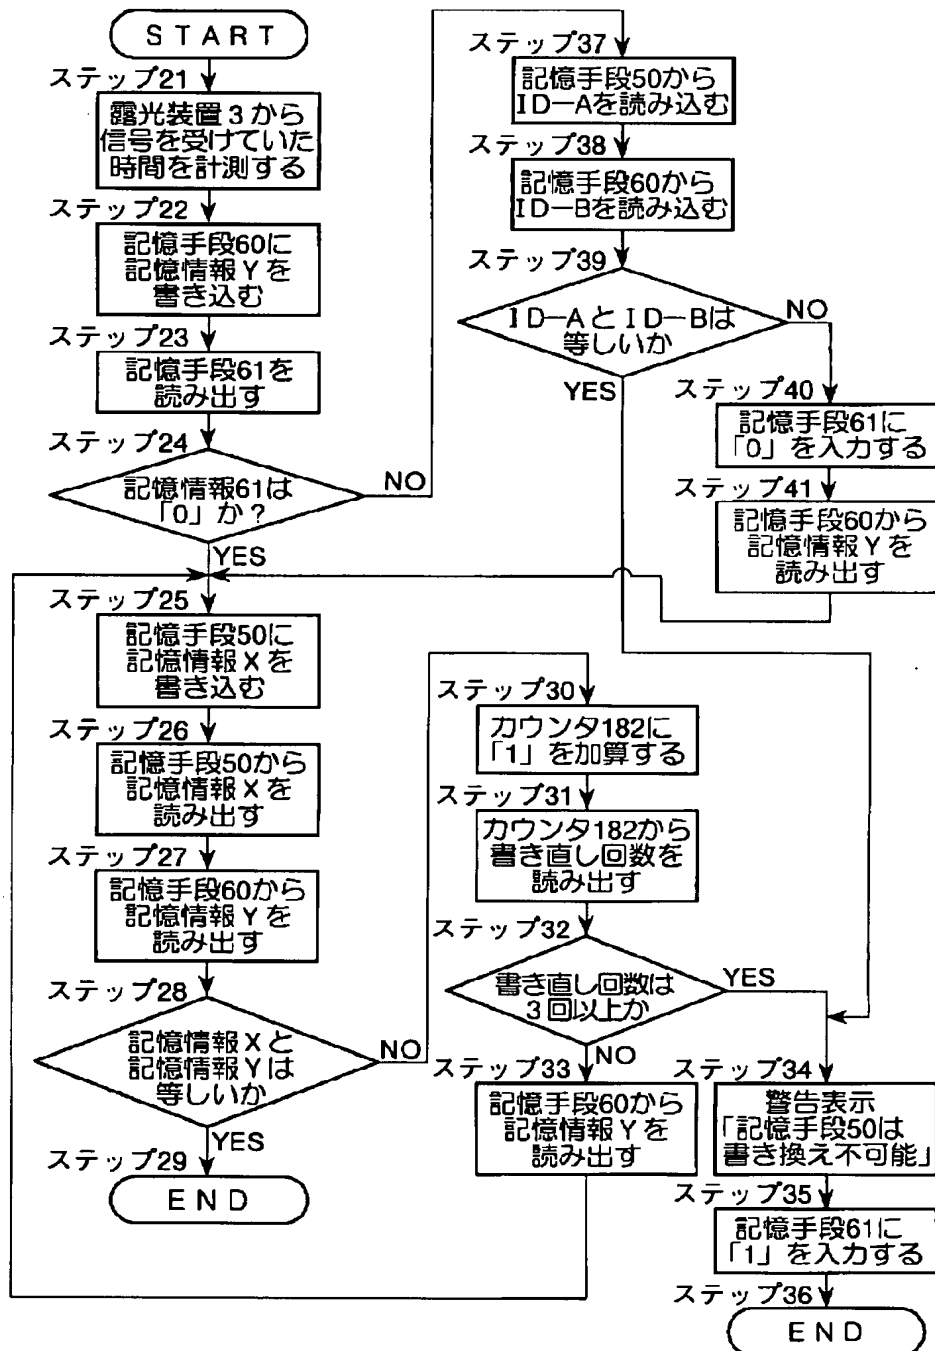 START
ステップ21
露光装置3から
信号を受けていた
時間を計測する
ステップ22
記憶手段60に
記憶情報Yを
書き込む
ステップ23
記憶手段61を
読み出す
ステップ24
記憶情報61は
「0」か?
NO
YES
ステップ25
記憶手段50に
記憶情報Xを
書き込む
ステップ26
記憶手段50から
記憶情報Xを
読み出す
ステップ27
記憶手段60から
記憶情報Yを
読み出す
ステップ28
記憶情報Xと
記憶情報Yは
等しいか
NO
YES
ステップ29
END
ステップ30
カウンタ182に
「1」を加算する
ステップ31
カウンタ182から
書き直し回数を
読み出す
ステップ32
書き直し回数は
3回以上か
YES
NO
ステップ33
記憶手段60から
記憶情報Yを
読み出す
ステップ34
警告表示
「記憶手段50は
書き換え不可能」
ステップ35
記憶手段61に
「1」を入力する
ステップ36
END
ステップ37
記憶手段50から
ID-Aを読み込む
ステップ38
記憶手段60から
ID-Bを読み込む
ステップ39
ID-AとID-Bは
等しいか
NO
YES
ステップ40
記憶手段61に
「0」を入力する
ステップ41
記憶手段60から
記憶情報Yを
読み出す